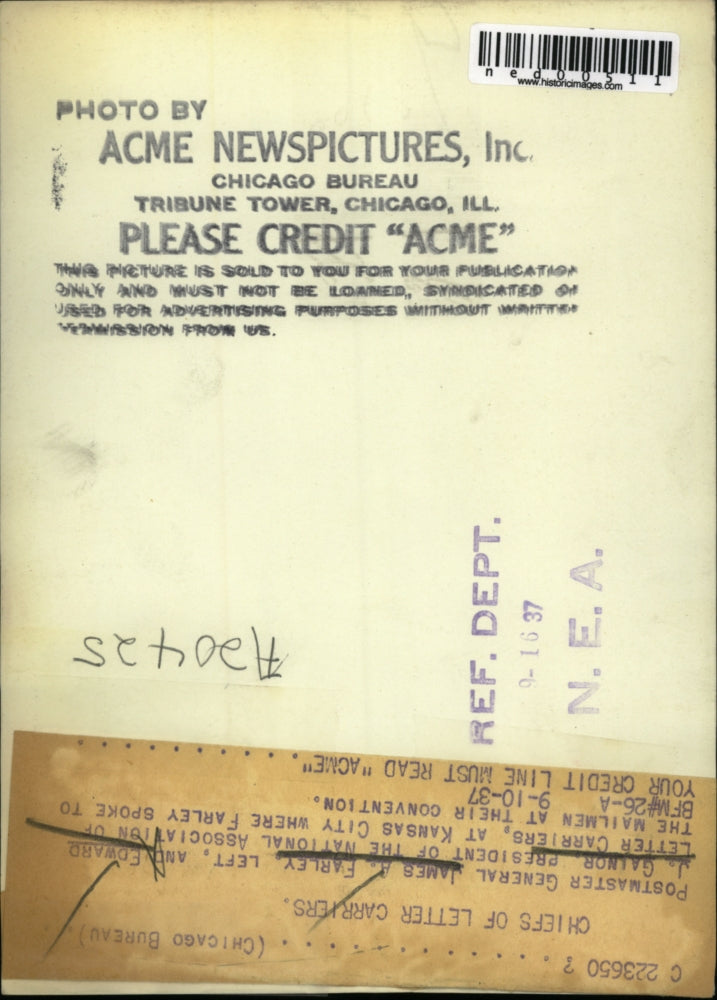 ned00511
www.historicimages.com
PHOTO BY
ACME NEWSPICTURES, Inc.
CHICAGO BUREAU
TRIBUNE TOWER, CHICAGO, ILL.
PLEASE CREDIT “ACME”
THIS PICTURE IS SOLD TO YOU FOR YOUR PUBLICATION
ONLY AND MUST NOT BE LOANED, SYNDICATED OR
USED FOR ADVERTISING PURPOSES WITHOUT WRITTEN
PERMISSION FROM US.
REF. DEPT.
9-16 37
N. E. A.
A20425
C 223650 ? . . . . . . . . . . . (CHICAGO BUREAU)
CHIEFS OF LETTER CARRIERS.
POSTMASTER GENERAL JAMES A. FARLEY, LEFT, AND EDWARD
J. GAINOR, PRESIDENT OF THE NATIONAL ASSOCIATION OF
LETTER CARRIERS, AT KANSAS CITY WHERE FARLEY SPOKE TO
THE MAILMEN AT THEIR CONVENTION.
BFM#26-A 9-10-37
YOUR CREDIT LINE MUST READ "ACME"